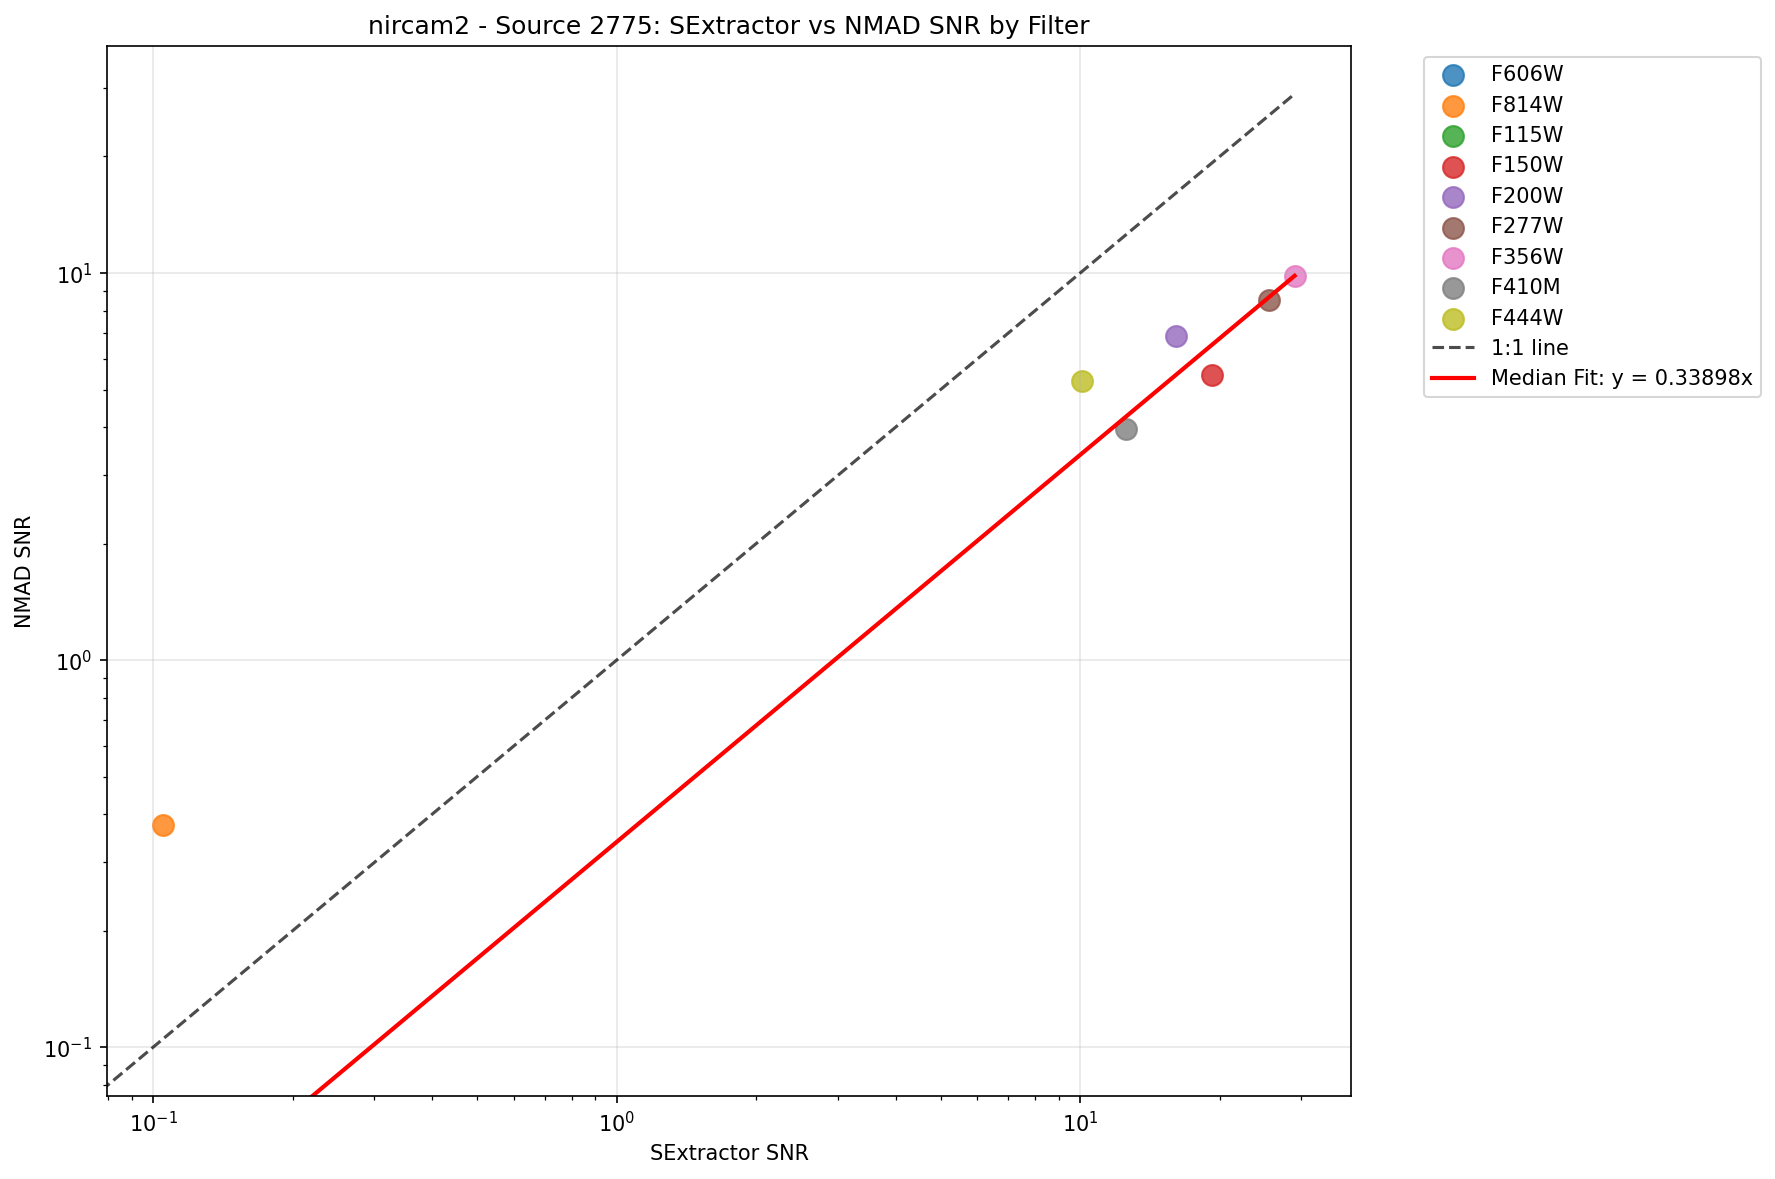 nircam2 - Source 2775: SExtractor vs NMAD SNR by Filter
F606W
F814W
F115W
F150W
F200W
F277W
F356W
F410M
F444W
1:1 line
Median Fit: y = 0.33898x
NMAD SNR
10¹
10⁰
10⁻¹
10⁻¹ 10⁰ 10¹
SExtractor SNR